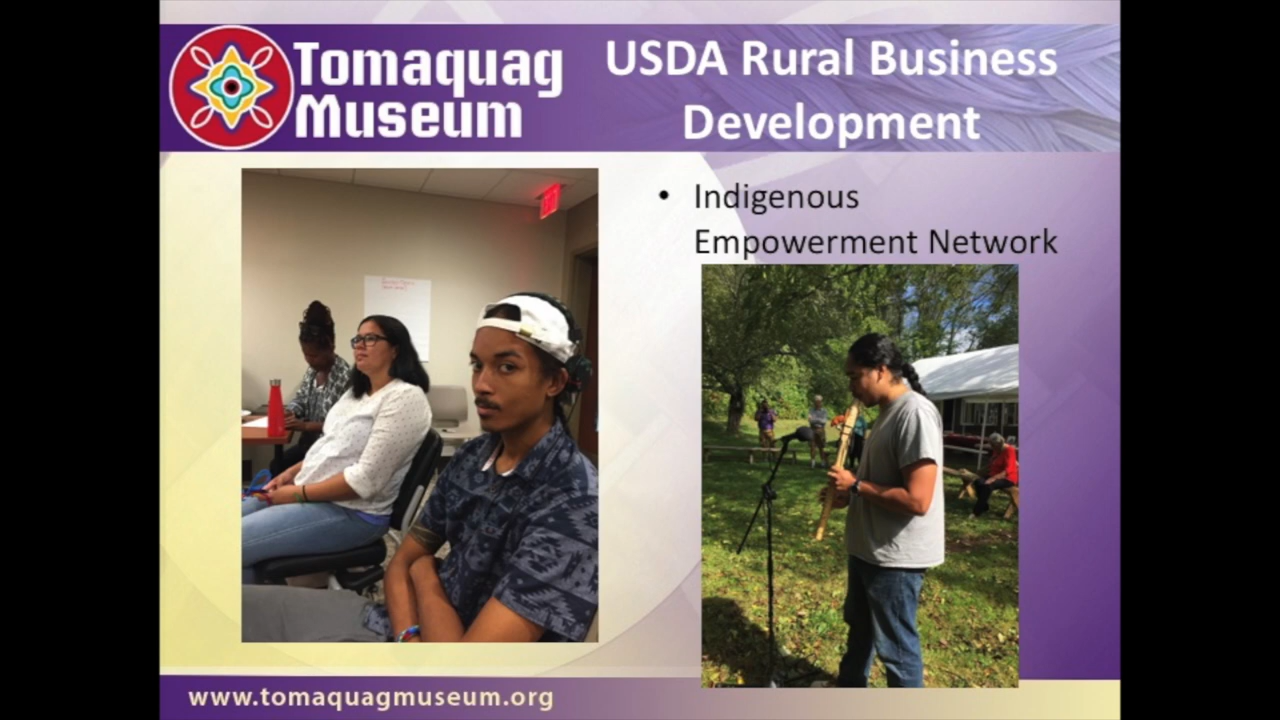 Tomaquag
Museum
USDA Rural Business
Development
• Indigenous
Empowerment Network
www.tomaquagmuseum.org